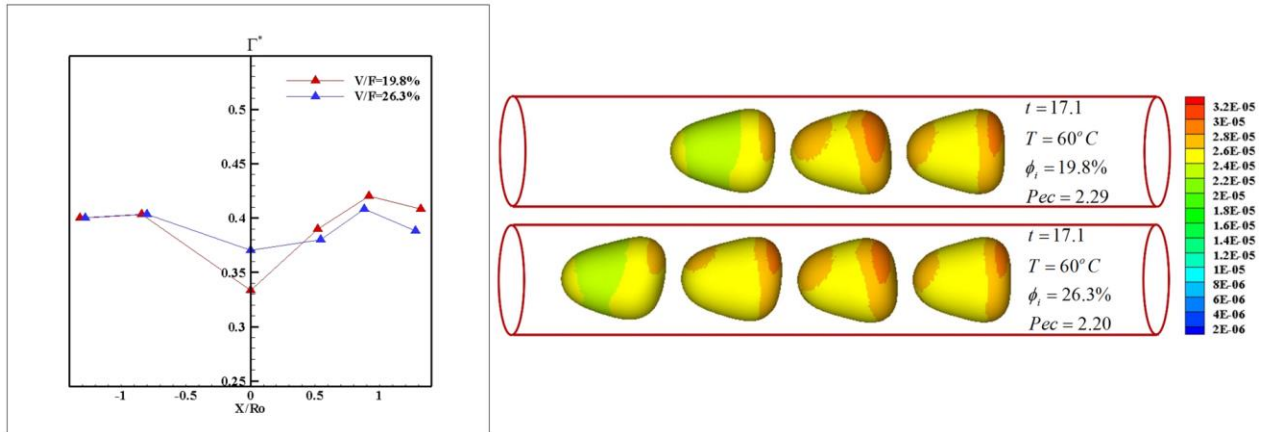 Γ*
V/F=19.8%
V/F=26.3%
0.5
0.45
0.4
0.35
0.3
0.25
-1
-0.5
0
0.5
1
X/Ro
t = 17.1
T = 60°C
ϕᵢ = 19.8%
Pec = 2.29
t = 17.1
T = 60°C
ϕᵢ = 26.3%
Pec = 2.20
3.2E-05
3E-05
2.8E-05
2.6E-05
2.4E-05
2.2E-05
2E-05
1.8E-05
1.6E-05
1.4E-05
1.2E-05
1E-05
8E-06
6E-06
4E-06
2E-06